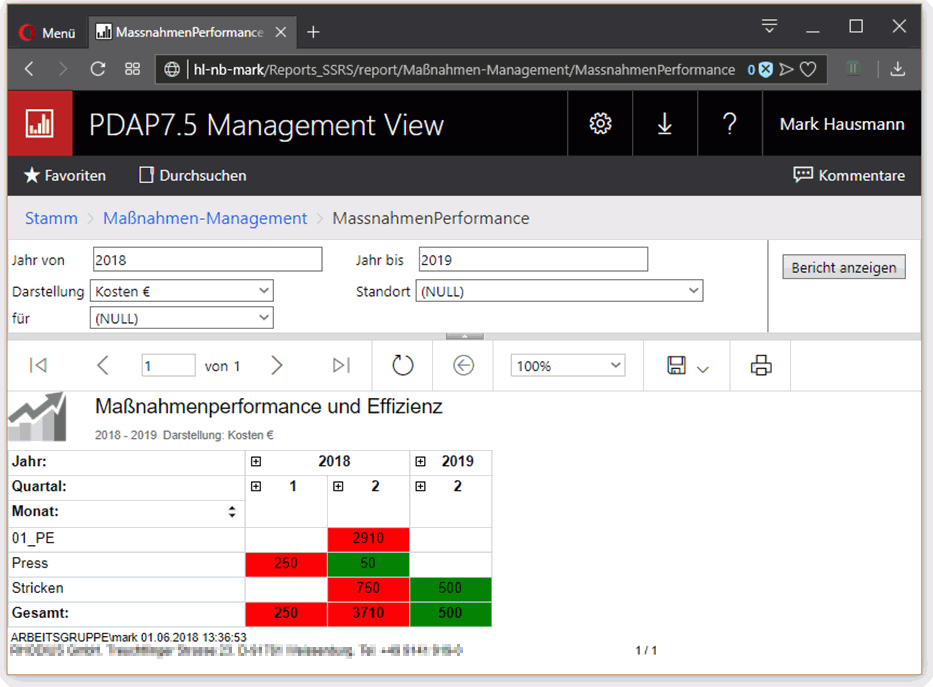 Menü MassnahmenPerformance
hl-nb-mark/Reports_SSRS/report/Maßnahmen-Management/MassnahmenPerformance 0
PDAP7.5 Management View ? Mark Hausmann
Favoriten Durchsuchen Kommentare
Stamm > Maßnahmen-Management > MassnahmenPerformance
Jahr von 2018 Jahr bis 2019 Bericht anzeigen
Darstellung Kosten € Standort (NULL)
für (NULL)
1 von 1 100%
Maßnahmenperformance und Effizienz
2018 - 2019 Darstellung: Kosten €
Jahr: 2018 2019
Quartal: 1 2 2
Monat:
01_PE 2910
Press 250 50
Stricken 750 500
Gesamt: 250 3710 500
ARBEITSGRUPPE\mark 01.06.2018 13:36:53
1 / 1